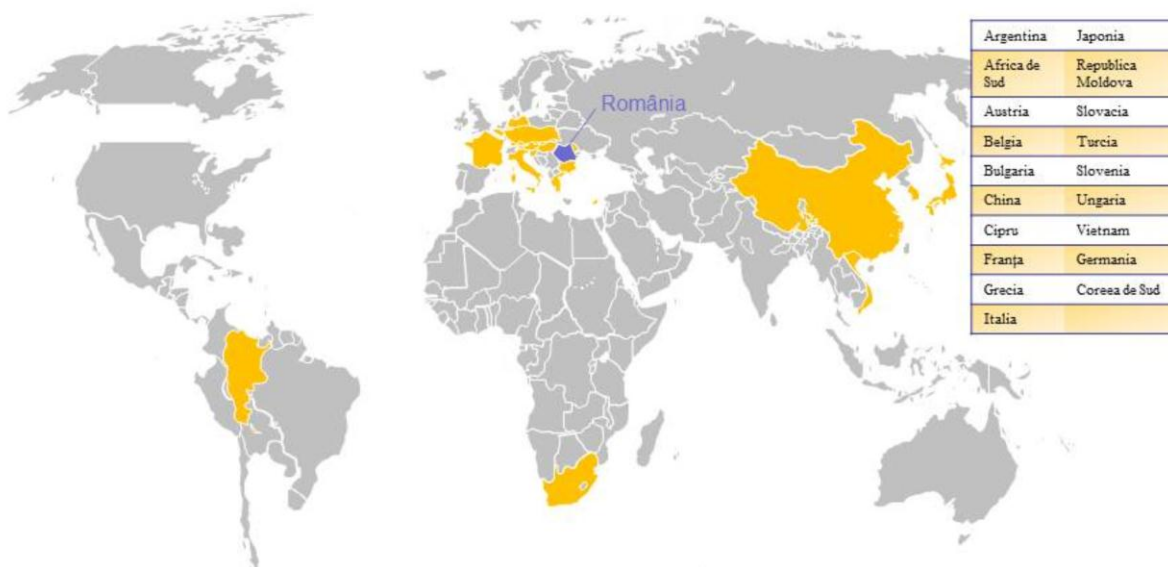 România
Argentina Japonia
Africa de Sud Republica Moldova
Austria Slovacia
Belgia Turcia
Bulgaria Slovenia
China Ungaria
Cipru Vietnam
Franţa Germania
Grecia Coreea de Sud
Italia